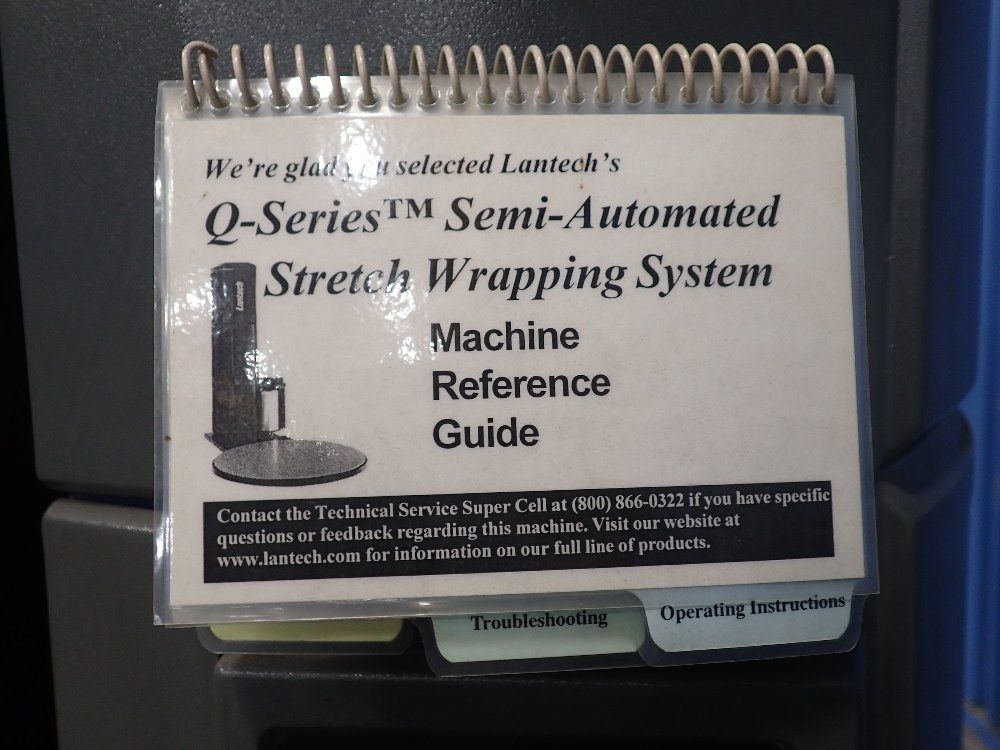 We're glad you selected Lantech's
Q-Series™ Semi-Automated
Stretch Wrapping System
Lantech
Machine
Reference
Guide
Contact the Technical Service Super Cell at (800) 866-0322 if you have specific
questions or feedback regarding this machine. Visit our website at
www.lantech.com for information on our full line of products.
Troubleshooting
Operating Instructions